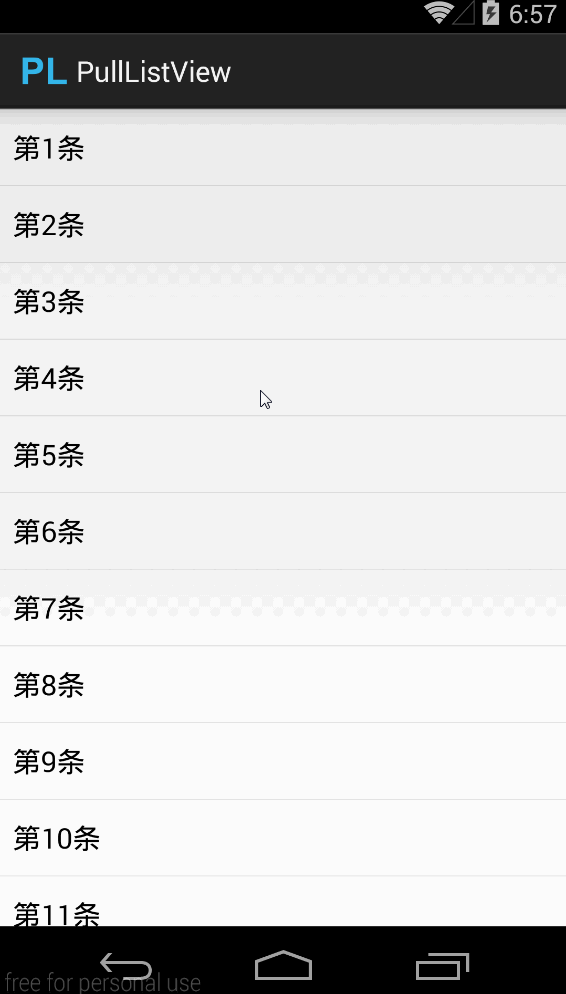 6:57
PL PullListView
第1条
第2条
第3条
第4条
第5条
第6条
第7条
第8条
第9条
第10条
第11条
free for personal use